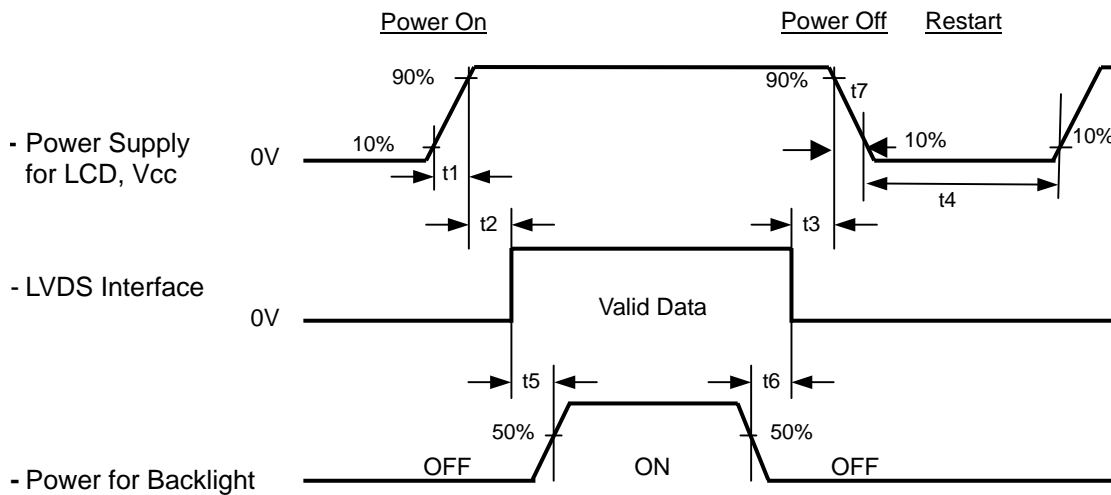 Power On
Power Off
Restart
90%
90%
t7
- Power Supply
for LCD, Vcc
0V
10%
10%
10%
t1
t4
t2
t3
- LVDS Interface
0V
Valid Data
t5
t6
50%
50%
- Power for Backlight
OFF
ON
OFF